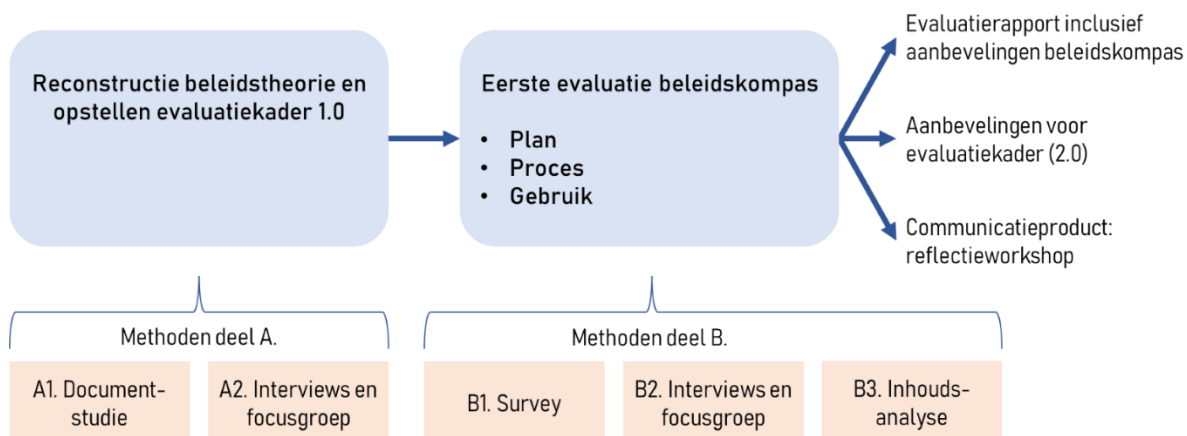 Reconstructie beleidstheorie en
opstellen evaluatiekader 1.0
Eerste evaluatie beleidskompas
• Plan
• Proces
• Gebruik
Evaluatierapport inclusief
aanbevelingen beleidskompas
Aanbevelingen voor
evaluatiekader (2.0)
Communicatieproduct:
reflectieworkshop
Methoden deel A.
A1. Document-
studie
A2. Interviews en
focusgroep
Methoden deel B.
B1. Survey
B2. Interviews en
focusgroep
B3. Inhouds-
analyse